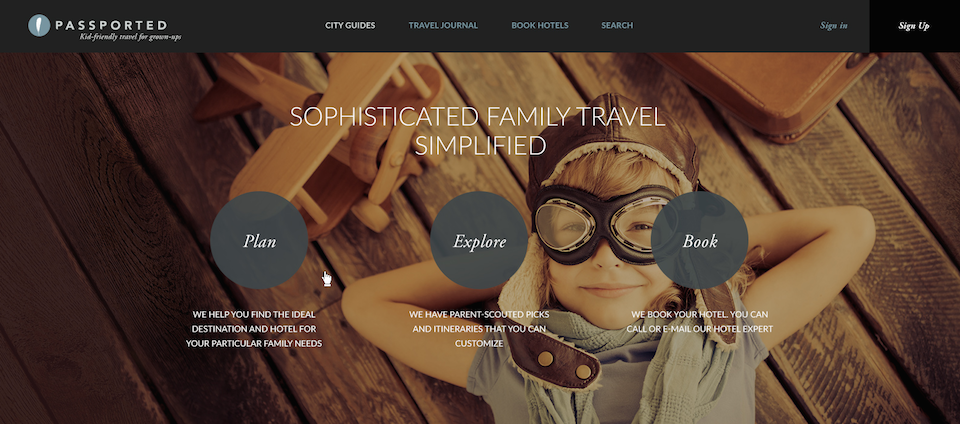 PASSPORTED
Kid-friendly travel for grown-ups
CITY GUIDES
TRAVEL JOURNAL
BOOK HOTELS
SEARCH
Sign in
Sign Up
SOPHISTICATED FAMILY TRAVEL
SIMPLIFIED
Plan
WE HELP YOU FIND THE IDEAL
DESTINATION AND HOTEL FOR
YOUR PARTICULAR FAMILY NEEDS
Explore
WE HAVE PARENT-SCOUTED PICKS
AND ITINERARIES THAT YOU CAN
CUSTOMIZE
Book
WE BOOK YOUR HOTEL. YOU CAN
CALL OR E-MAIL OUR HOTEL EXPERT